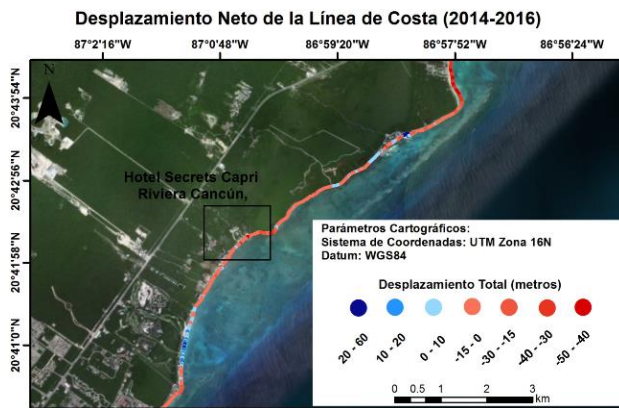 Desplazamiento Neto de la Línea de Costa (2014-2016)
87°2'16"W 87°0'48"W 86°59'20"W 86°57'52"W 86°56'24"W
N
20°43'54"N
20°42'56"N
20°41'58"N
20°41'0"N
Hotel Secrets Capri
Riviera Cancún,
Parámetros Cartográficos:
Sistema de Coordenadas: UTM Zona 16N
Datum: WGS84
Desplazamiento Total (metros)
20 - 60 10 - 20 0 - 10 -15 - 0 -30 - -15 -40 - -30 -50 - -40
0 0.5 1 2 3
km